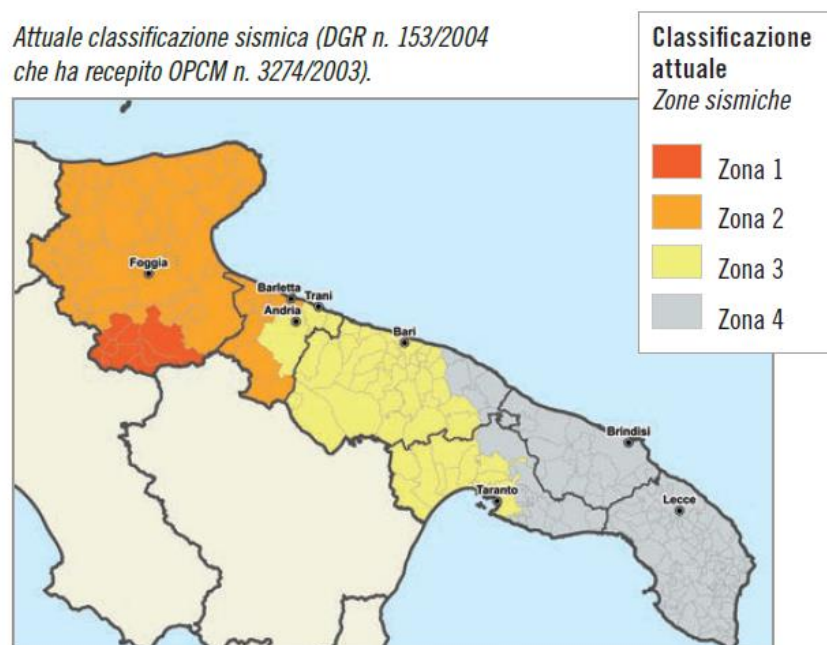 Attuale classificazione sismica (DGR n. 153/2004
che ha recepito OPCM n. 3274/2003).
Classificazione
attuale
Zone sismiche
Zona 1
Zona 2
Zona 3
Zona 4
Foggia
Barletta
Trani
Andria
Bari
Brindisi
Taranto
Lecce